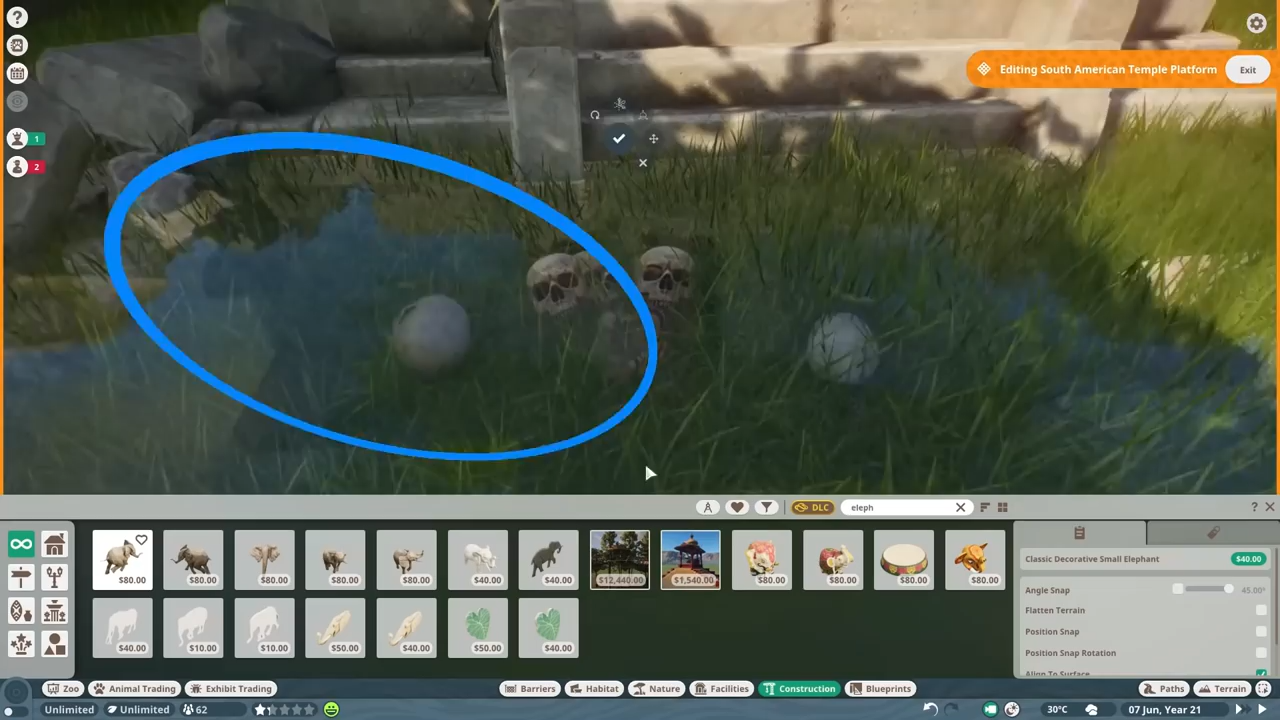 ?
Editing South American Temple Platform
Exit
1
2
DLC
eleph
?
$80.00
$80.00
$80.00
$80.00
$80.00
$40.00
$40.00
$12,440.00
$1,540.00
$80.00
$80.00
$80.00
$80.00
$40.00
$10.00
$10.00
$50.00
$40.00
$50.00
$40.00
Classic Decorative Small Elephant
$40.00
Angle Snap
45.00°
Flatten Terrain
Position Snap
Position Snap Rotation
Align To Surface
Zoo
Animal Trading
Exhibit Trading
Barriers
Habitat
Nature
Facilities
Construction
Blueprints
Paths
Terrain
Unlimited
Unlimited
62
30°C
07 Jun, Year 21